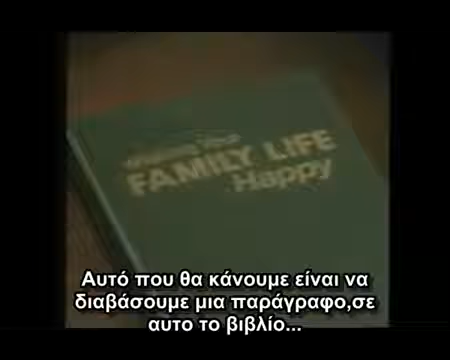 FAMILY LIFE
Happy
Αυτό που θα κάνουμε είναι να
διαβάσουμε μια παράγραφο,σε
αυτο το βιβλίο...